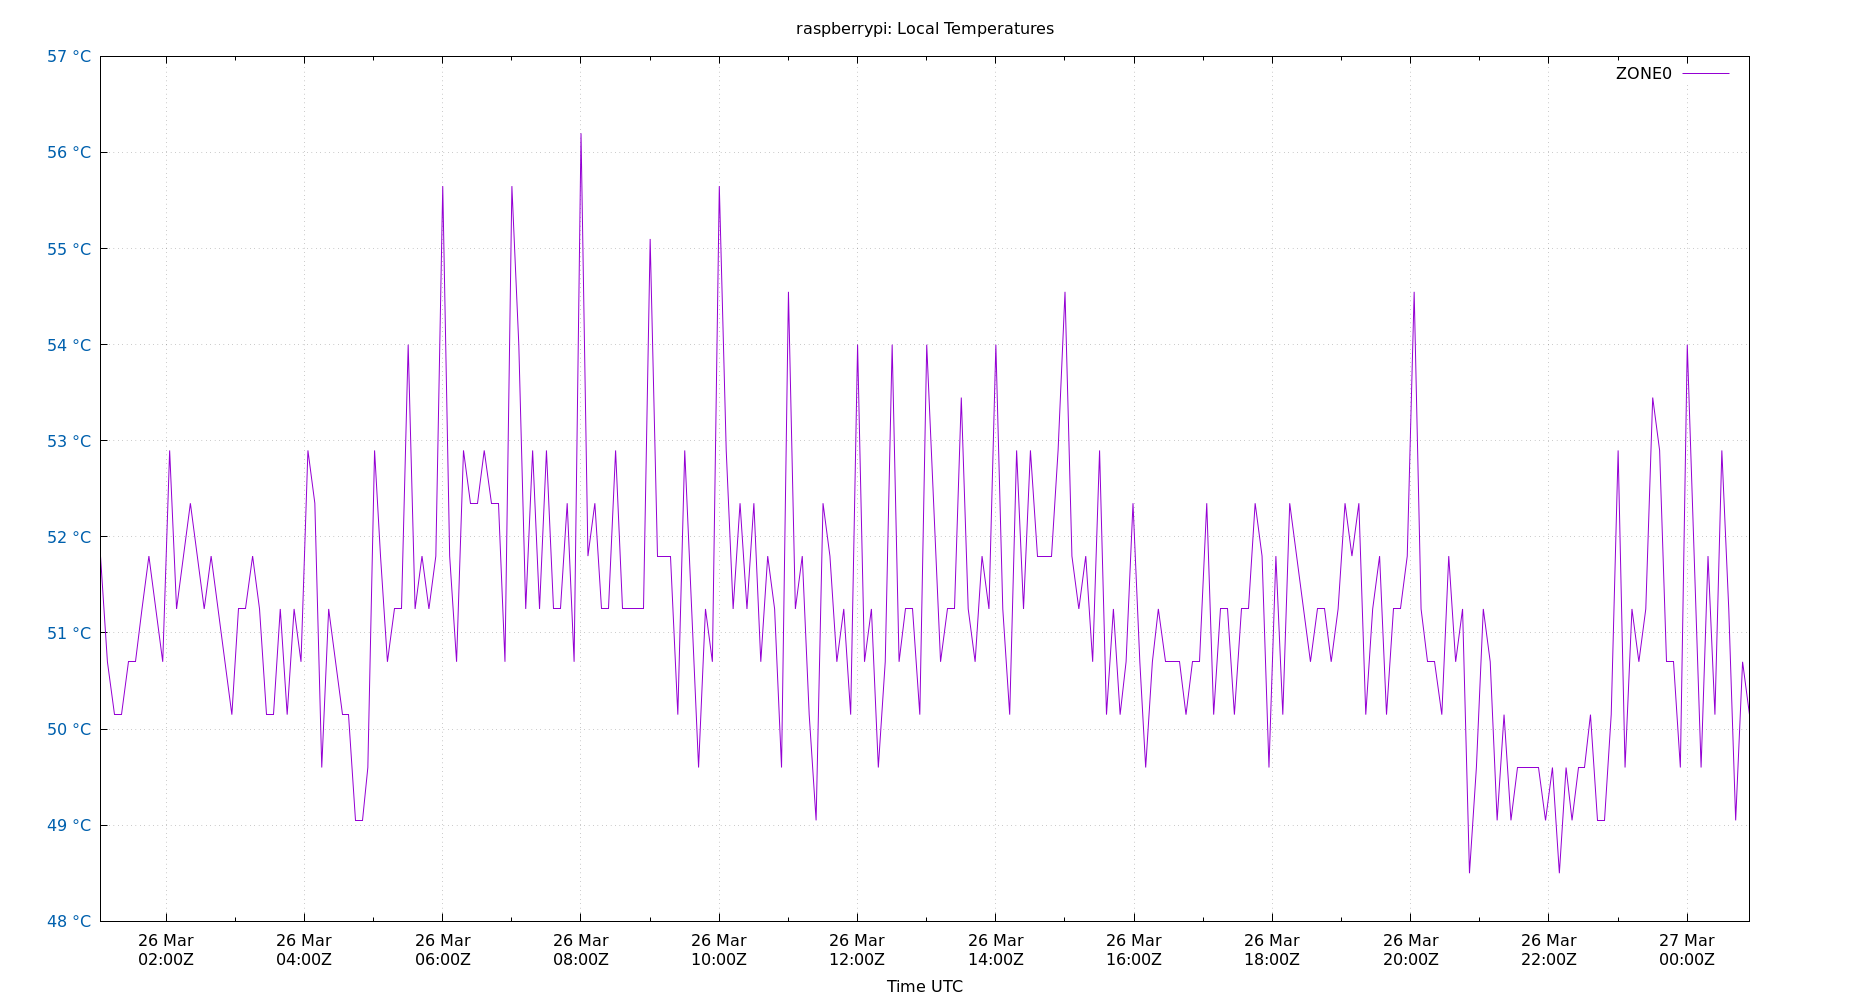 raspberrypi: Local Temperatures
57 °C
ZONE0
56 °C
55 °C
54 °C
53 °C
52 °C
51 °C
50 °C
49 °C
48 °C
26 Mar 26 Mar 26 Mar 26 Mar 26 Mar 26 Mar 26 Mar 26 Mar 26 Mar 26 Mar 26 Mar 27 Mar
02:00Z 04:00Z 06:00Z 08:00Z 10:00Z 12:00Z 14:00Z 16:00Z 18:00Z 20:00Z 22:00Z 00:00Z
Time UTC